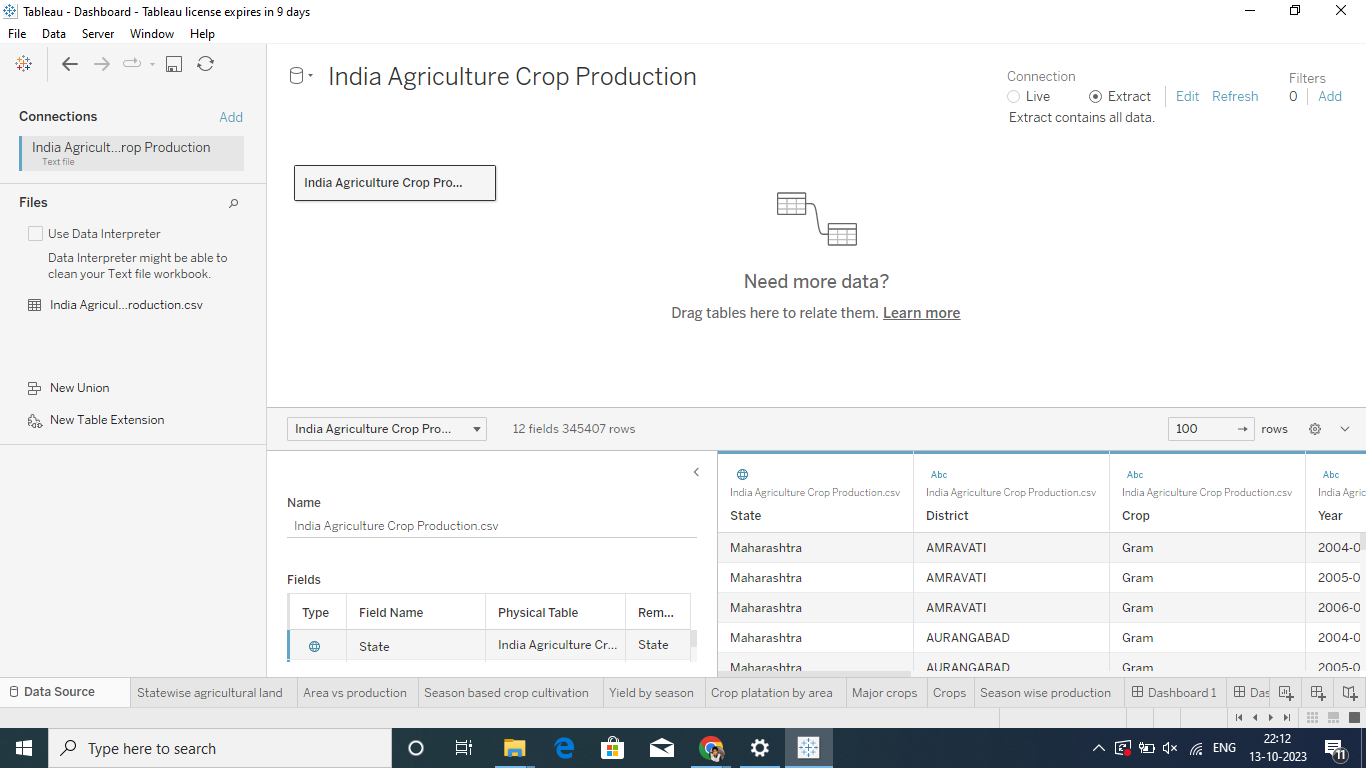 Tableau - Dashboard - Tableau license expires in 9 days
File Data Server Window Help
Connections Add
India Agricult...rop Production
Text file
Files
Use Data Interpreter
Data Interpreter might be able to
clean your Text file workbook.
India Agricul...roduction.csv
New Union
New Table Extension
India Agriculture Crop Production
Connection
Live Extract Edit Refresh
Extract contains all data.
Filters
0 Add
India Agriculture Crop Pro...
Need more data?
Drag tables here to relate them. Learn more
India Agriculture Crop Pro... 12 fields 345407 rows 100 rows
Name
India Agriculture Crop Production.csv
Fields
Type Field Name Physical Table Rem...
State India Agriculture Cr... State
Abc Abc Abc
India Agriculture Crop Production.csv India Agriculture Crop Production.csv India Agriculture Crop Production.csv India Agric
State District Crop Year
Maharashtra AMRAVATI Gram 2004-0
Maharashtra AMRAVATI Gram 2005-0
Maharashtra AMRAVATI Gram 2006-0
Maharashtra AURANGABAD Gram 2004-0
Maharashtra AURANGABAD Gram 2005-0
Data Source Statewise agricultural land Area vs production Season based crop cultivation Yield by season Crop platation by area Major crops Crops Season wise production Dashboard 1 Das
Type here to search
ENG
22:12
13-10-2023
11